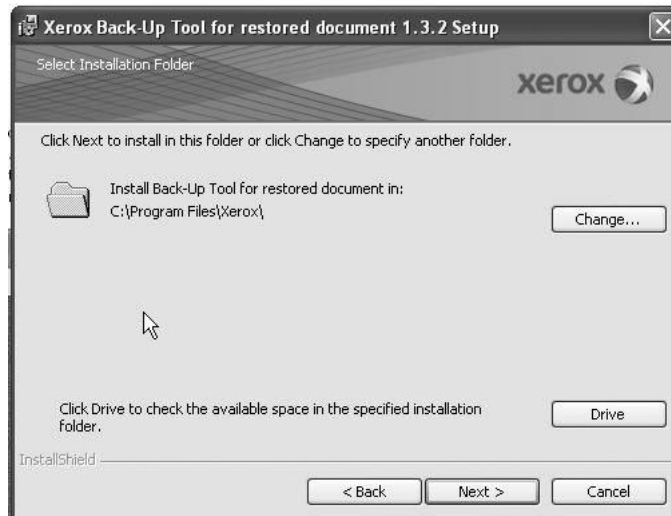 Xerox Back-Up Tool for restored document 1.3.2 Setup
Select Installation Folder
xerox
Click Next to install in this folder or click Change to specify another folder.
Install Back-Up Tool for restored document in:
C:\Program Files\Xerox\
Change...
Click Drive to check the available space in the specified installation
folder.
Drive
InstallShield
< Back
Next >
Cancel